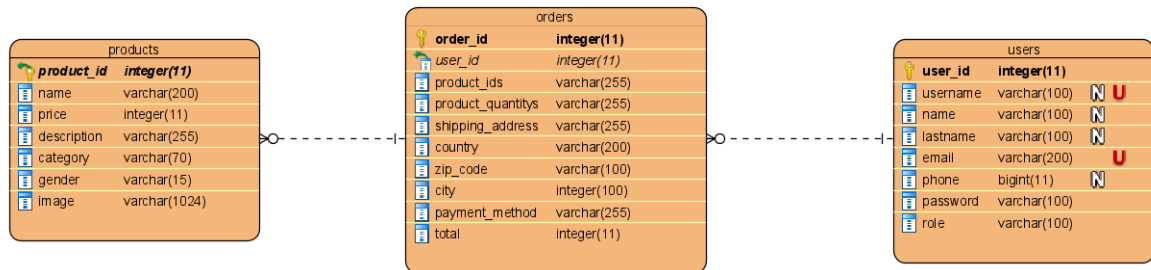 products
product_id integer(11)
name varchar(200)
price integer(11)
description varchar(255)
category varchar(70)
gender varchar(15)
image varchar(1024)
orders
order_id integer(11)
user_id integer(11)
product_ids varchar(255)
product_quantitys varchar(255)
shipping_address varchar(255)
country varchar(200)
zip_code varchar(100)
city integer(100)
payment_method varchar(255)
total integer(11)
users
user_id integer(11)
username varchar(100) N U
name varchar(100) N
lastname varchar(100) N
email varchar(200) U
phone bigint(11) N
password varchar(100)
role varchar(100)